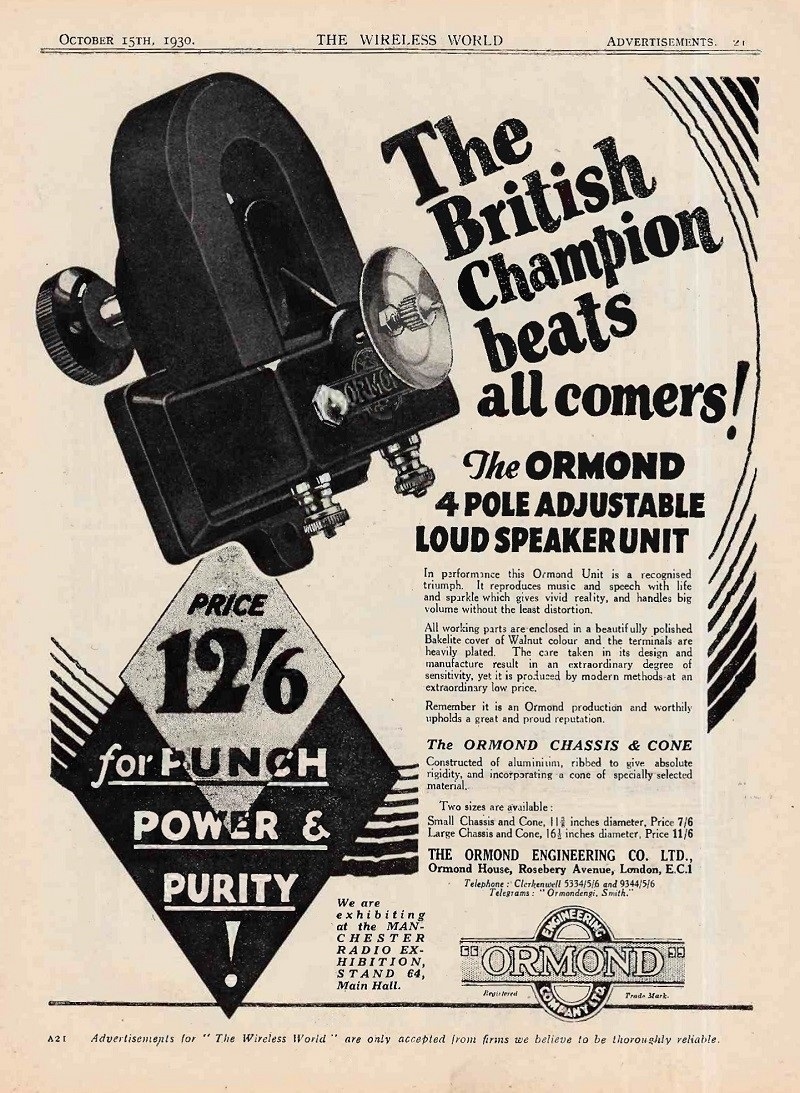 OCTOBER 15TH, 1930.
THE WIRELESS WORLD
ADVERTISEMENTS. 21
The
British
Champion
beats
all comers!
ORMO
The ORMOND
4 POLE ADJUSTABLE
LOUD SPEAKER UNIT
In performance this Ormond Unit is a recognised
triumph. It reproduces music and speech with life
and sparkle which gives vivid reality, and handles big
volume without the least distortion.
All working parts are enclosed in a beautifully polished
Bakelite cover of Walnut colour and the terminals are
heavily plated. The care taken in its design and
manufacture result in an extraordinary degree of
sensitivity, yet it is produced by modern methods at an
extraordinary low price.
Remember it is an Ormond production and worthily
upholds a great and proud reputation.
The ORMOND CHASSIS & CONE
Constructed of aluminium, ribbed to give absolute
rigidity, and incorporating a cone of specially selected
material.
Two sizes are available:
Small Chassis and Cone, inches diameter, Price 7/6
Large Chassis and Cone, inches diameter, Price 11/6
THE ORMOND ENGINEERING CO. LTD.,
Ormond House, Rosebery Avenue, London, E.C.1
Telephone: Clerkenwell 5334/5/6 and 9344/5/6
Telegrams: "Ormondengi, Smith."
PRICE
12/6
for PUNCH
POWER &
PURITY
!
We are
exhibiting
at the MAN-
CHESTER
RADIO EX-
HIBITION,
STAND 64,
Main Hall.
ENGINEERING
"ORMOND"
COMPANY LTD.
Registered Trade Mark.
A21 Advertisements for "The Wireless World" are only accepted from firms we believe to be thoroughly reliable.